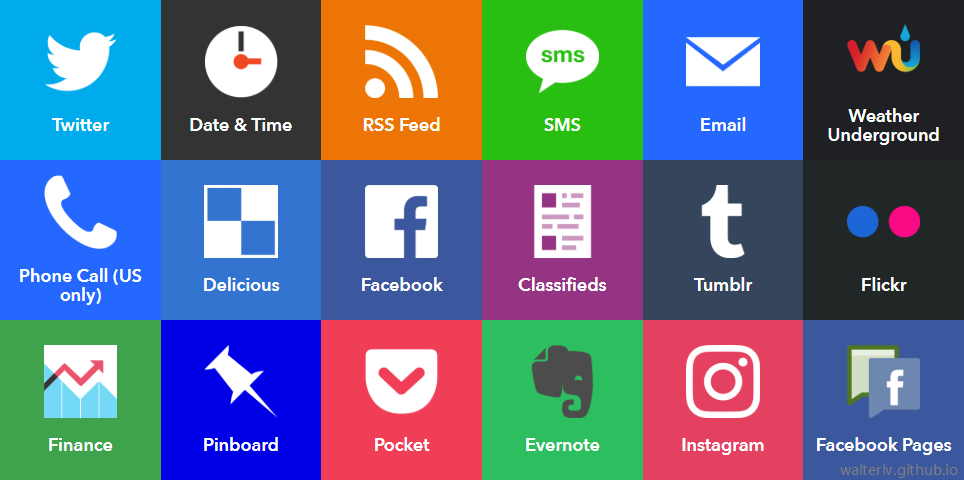 sms
WU
Twitter
Date & Time
RSS Feed
SMS
Email
Weather
Underground
f
t
Phone Call (US
only)
Delicious
Facebook
Classifieds
Tumblr
Flickr
f
Finance
Pinboard
Pocket
Evernote
Instagram
Facebook Pages
walterlv.github.io